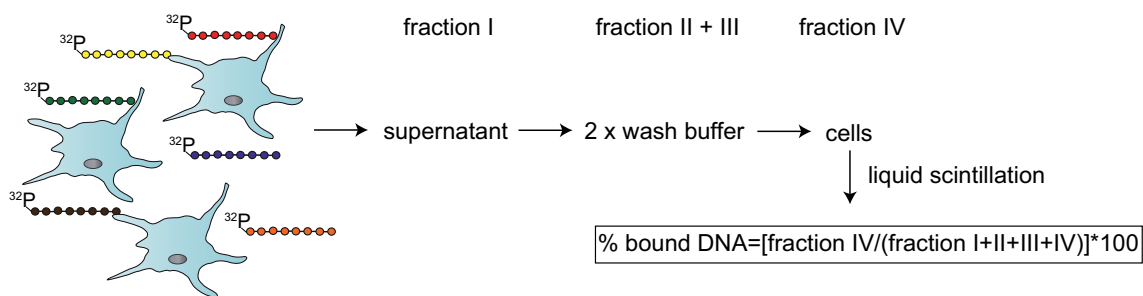 fraction I
fraction II + III
fraction IV
32P
32P
32P
32P
32P
32P
supernatant
2 x wash buffer
cells
liquid scintillation
% bound DNA=[fraction IV/(fraction I+II+III+IV)]*100